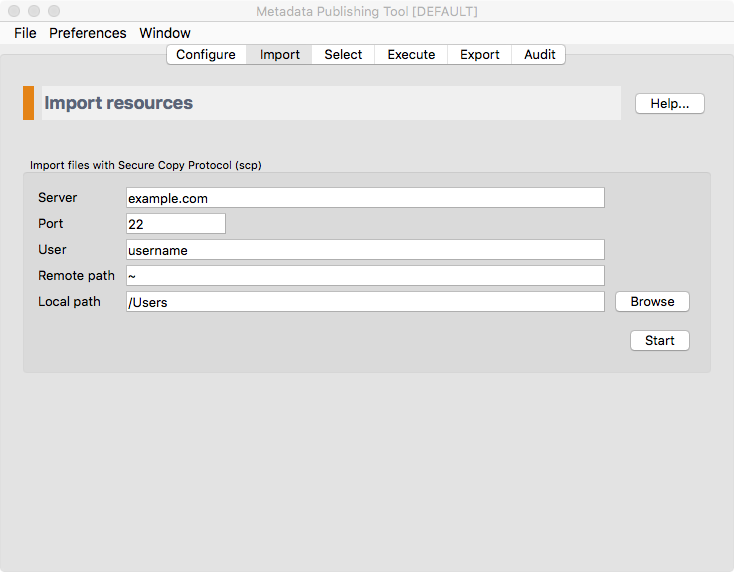 Metadata Publishing Tool [DEFAULT]
File Preferences Window
Configure Import Select Execute Export Audit
Import resources Help...
Import files with Secure Copy Protocol (scp)
Server example.com
Port 22
User username
Remote path ~
Local path /Users Browse
Start